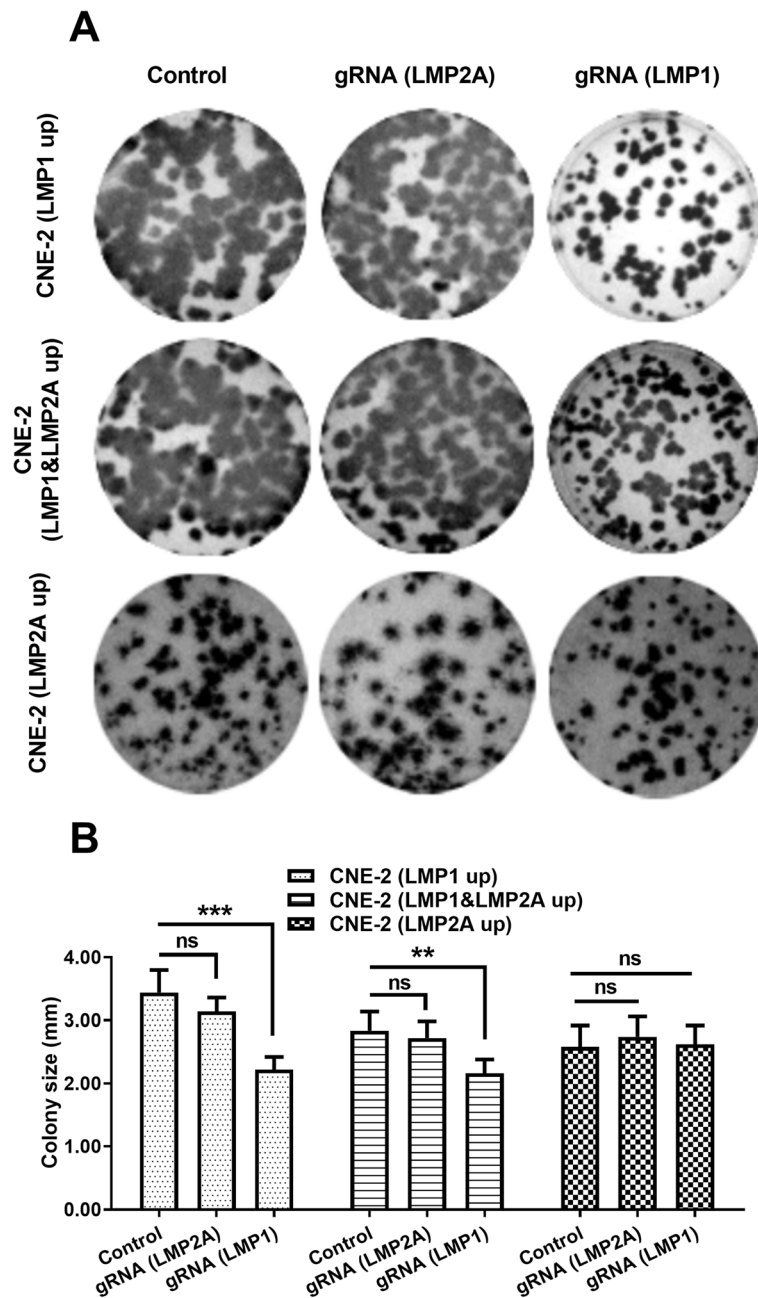 A
Control gRNA (LMP2A) gRNA (LMP1)
CNE-2 (LMP1 up)
CNE-2
(LMP1&LMP2A up)
CNE-2 (LMP2A up)
B
CNE-2 (LMP1 up)
CNE-2 (LMP1&LMP2A up)
CNE-2 (LMP2A up)
***
ns
**
ns
ns
ns
Colony size (mm)
4.00
3.00
2.00
1.00
0.00
Control
gRNA (LMP2A)
gRNA (LMP1)
Control
gRNA (LMP2A)
gRNA (LMP1)
Control
gRNA (LMP2A)
gRNA (LMP1)